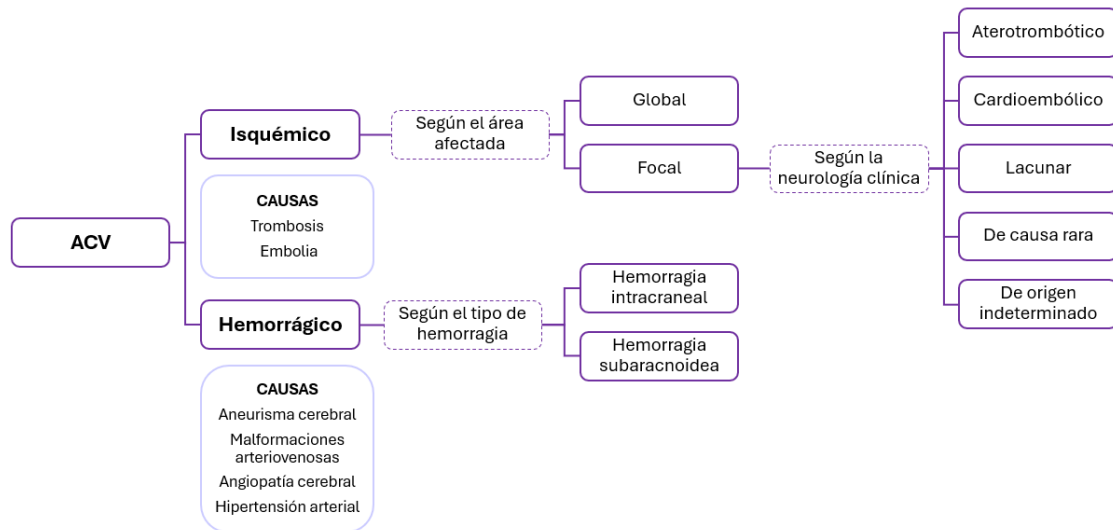 ACV
Isquémico
CAUSAS
Trombosis
Embolia
Según el área
afectada
Global
Focal
Según la
neurología clínica
Aterotrombótico
Cardioembólico
Lacunar
De causa rara
De origen
indeterminado
Hemorrágico
CAUSAS
Aneurisma cerebral
Malformaciones
arteriovenosas
Angiopatía cerebral
Hipertensión arterial
Según el tipo de
hemorragia
Hemorragia
intracraneal
Hemorragia
subaracnoidea